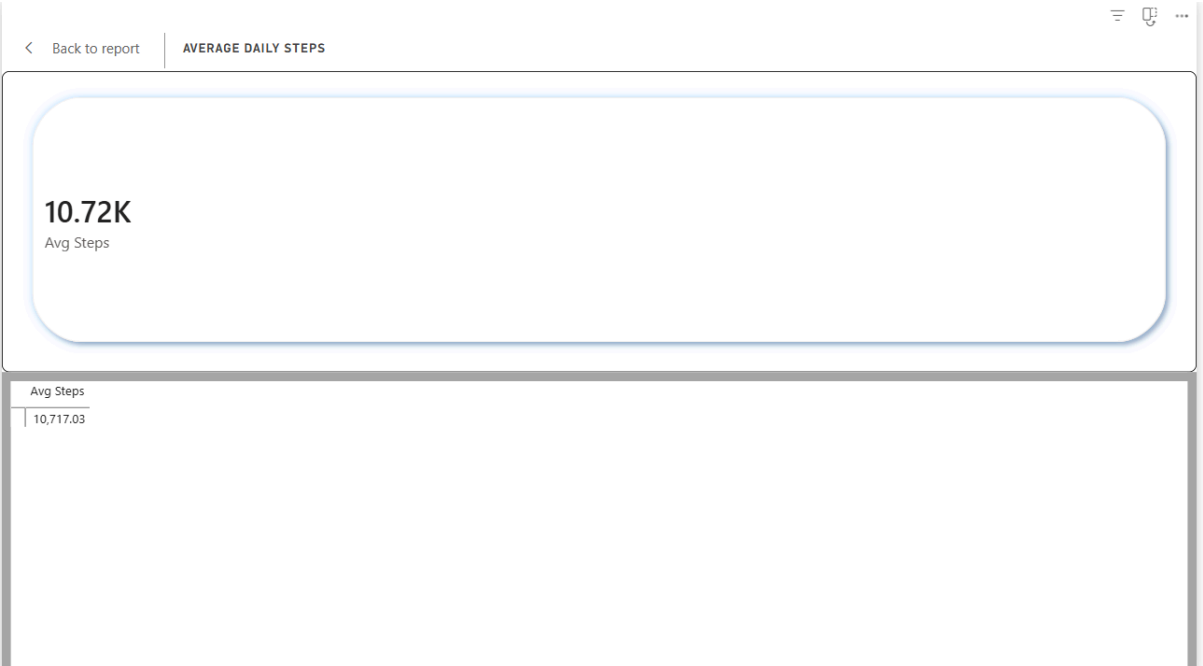 Back to report
AVERAGE DAILY STEPS
10.72K
Avg Steps
Avg Steps
10,717.03